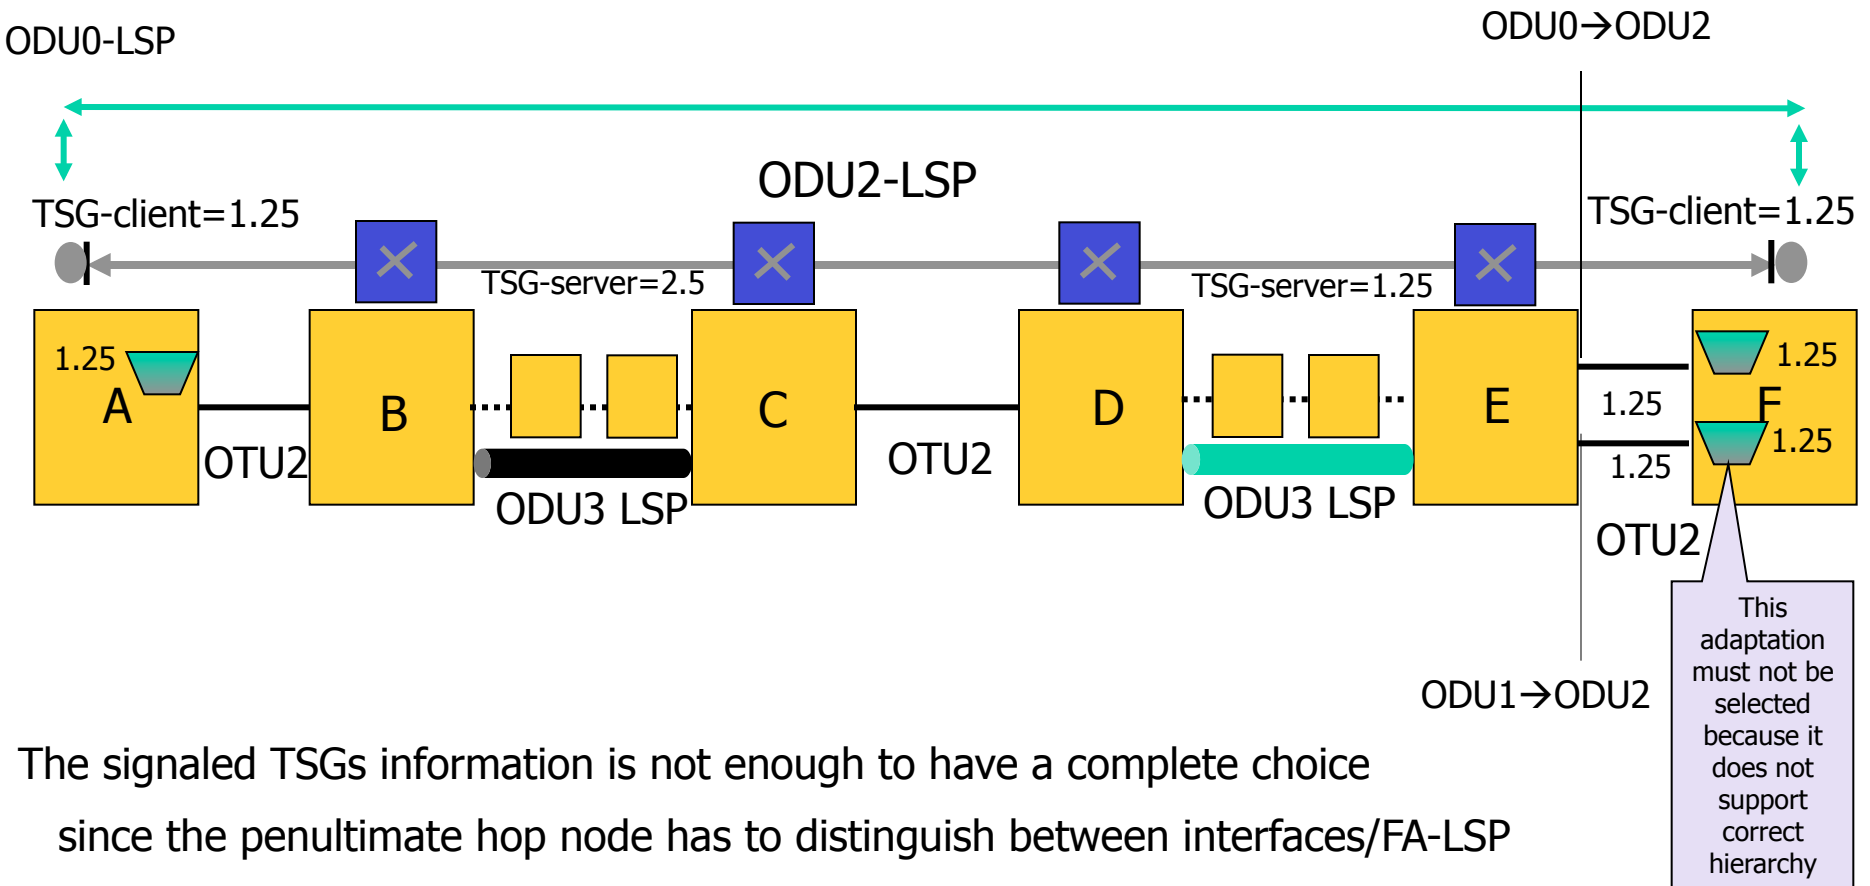 ODU0-LSP
ODU0→ODU2
ODU2-LSP
TSG-client=1.25
TSG-client=1.25
TSG-server=2.5
TSG-server=1.25
1.25
A
B
C
D
E
F
1.25
1.25
1.25
1.25
OTU2
OTU2
OTU2
ODU3 LSP
ODU3 LSP
This
adaptation
must not be
selected
because it
does not
support
correct
hierarchy
ODU1→ODU2
The signaled TSGs information is not enough to have a complete choice
since the penultimate hop node has to distinguish between interfaces/FA-LSP